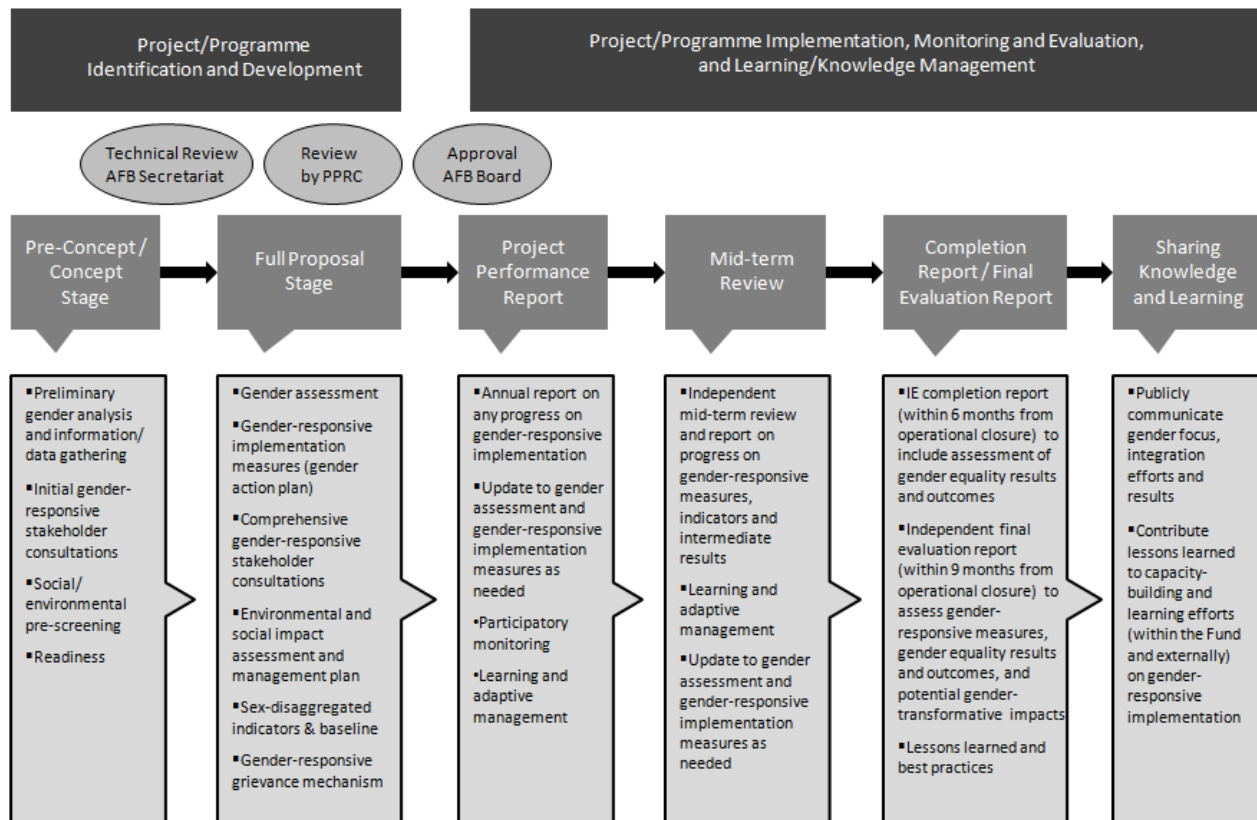 Project/Programme
Identification and Development
Project/Programme Implementation, Monitoring and Evaluation,
and Learning/Knowledge Management
Technical Review
AFB Secretariat
Review
by PPRC
Approval
AFB Board
Pre-Concept /
Concept
Stage
Full Proposal
Stage
Project
Performance
Report
Mid-term
Review
Completion
Report / Final
Evaluation Report
Sharing
Knowledge
and Learning
▪Preliminary
gender analysis
and information/
data gathering
▪Initial gender-
responsive
stakeholder
consultations
▪Social/
environmental
pre-screening
▪Readiness
▪Gender assessment
▪Gender-responsive
implementation
measures (gender
action plan)
▪Comprehensive
gender-responsive
stakeholder
consultations
▪Environmental and
social impact
assessment and
management plan
▪Sex-disaggregated
indicators & baseline
▪Gender-responsive
grievance mechanism
▪Annual report on
any progress on
gender-responsive
implementation
▪Update to gender
assessment and
gender-responsive
implementation
measures as
needed
•Participatory
monitoring
•Learning and
adaptive
management
▪Independent
mid-term review
and report on
progress on
gender-responsive
measures,
indicators and
intermediate
results
▪Learning and
adaptive
management
▪Update to gender
assessment and
gender-responsive
implementation
measures as
needed
▪IE completion report
(within 6 months from
operational closure) to
include assessment of
gender equality results
and outcomes
▪Independent final
evaluation report
(within 9 months from
operational closure) to
assess gender-
responsive measures,
gender equality results
and outcomes, and
potential gender-
transformative impacts
▪Lessons learned and
best practices
▪Publicly
communicate
gender focus,
integration
efforts and
results
▪Contribute
lessons learned
to capacity-
building and
learning efforts
(within the Fund
and externally)
on gender-
responsive
implementation